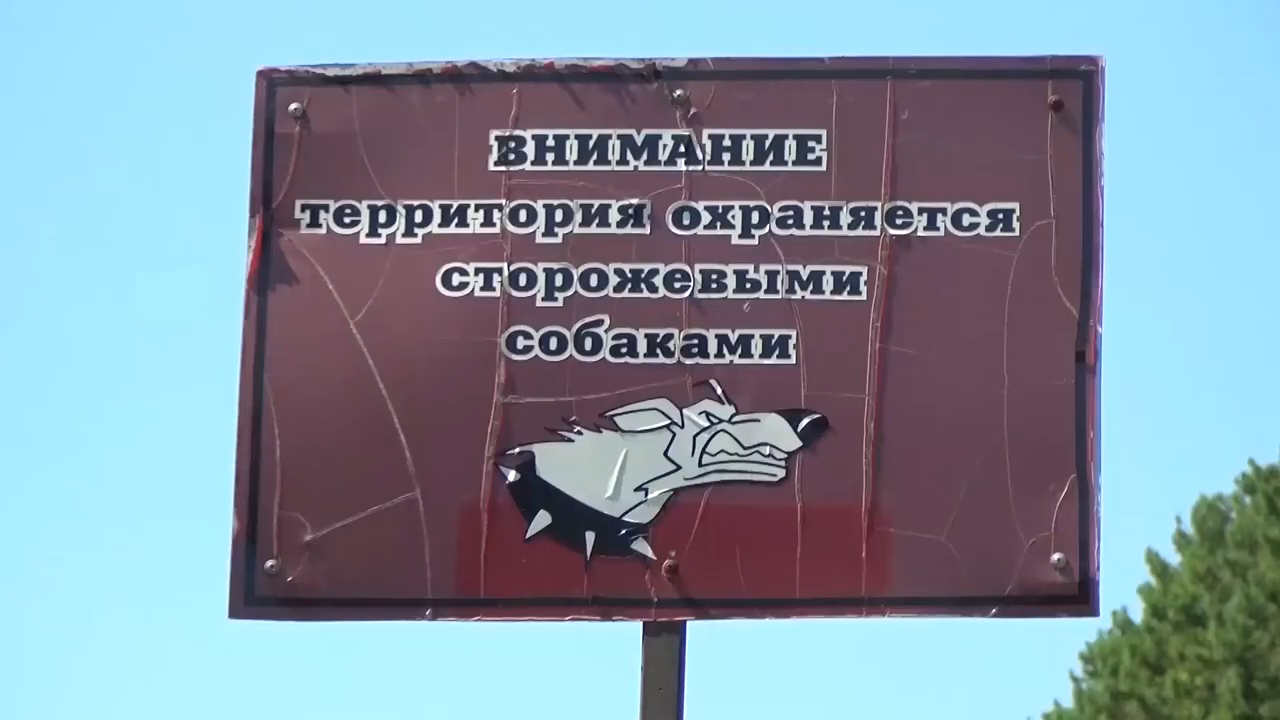 ВНИМАНИЕ
территория охраняется
сторожевыми
собаками